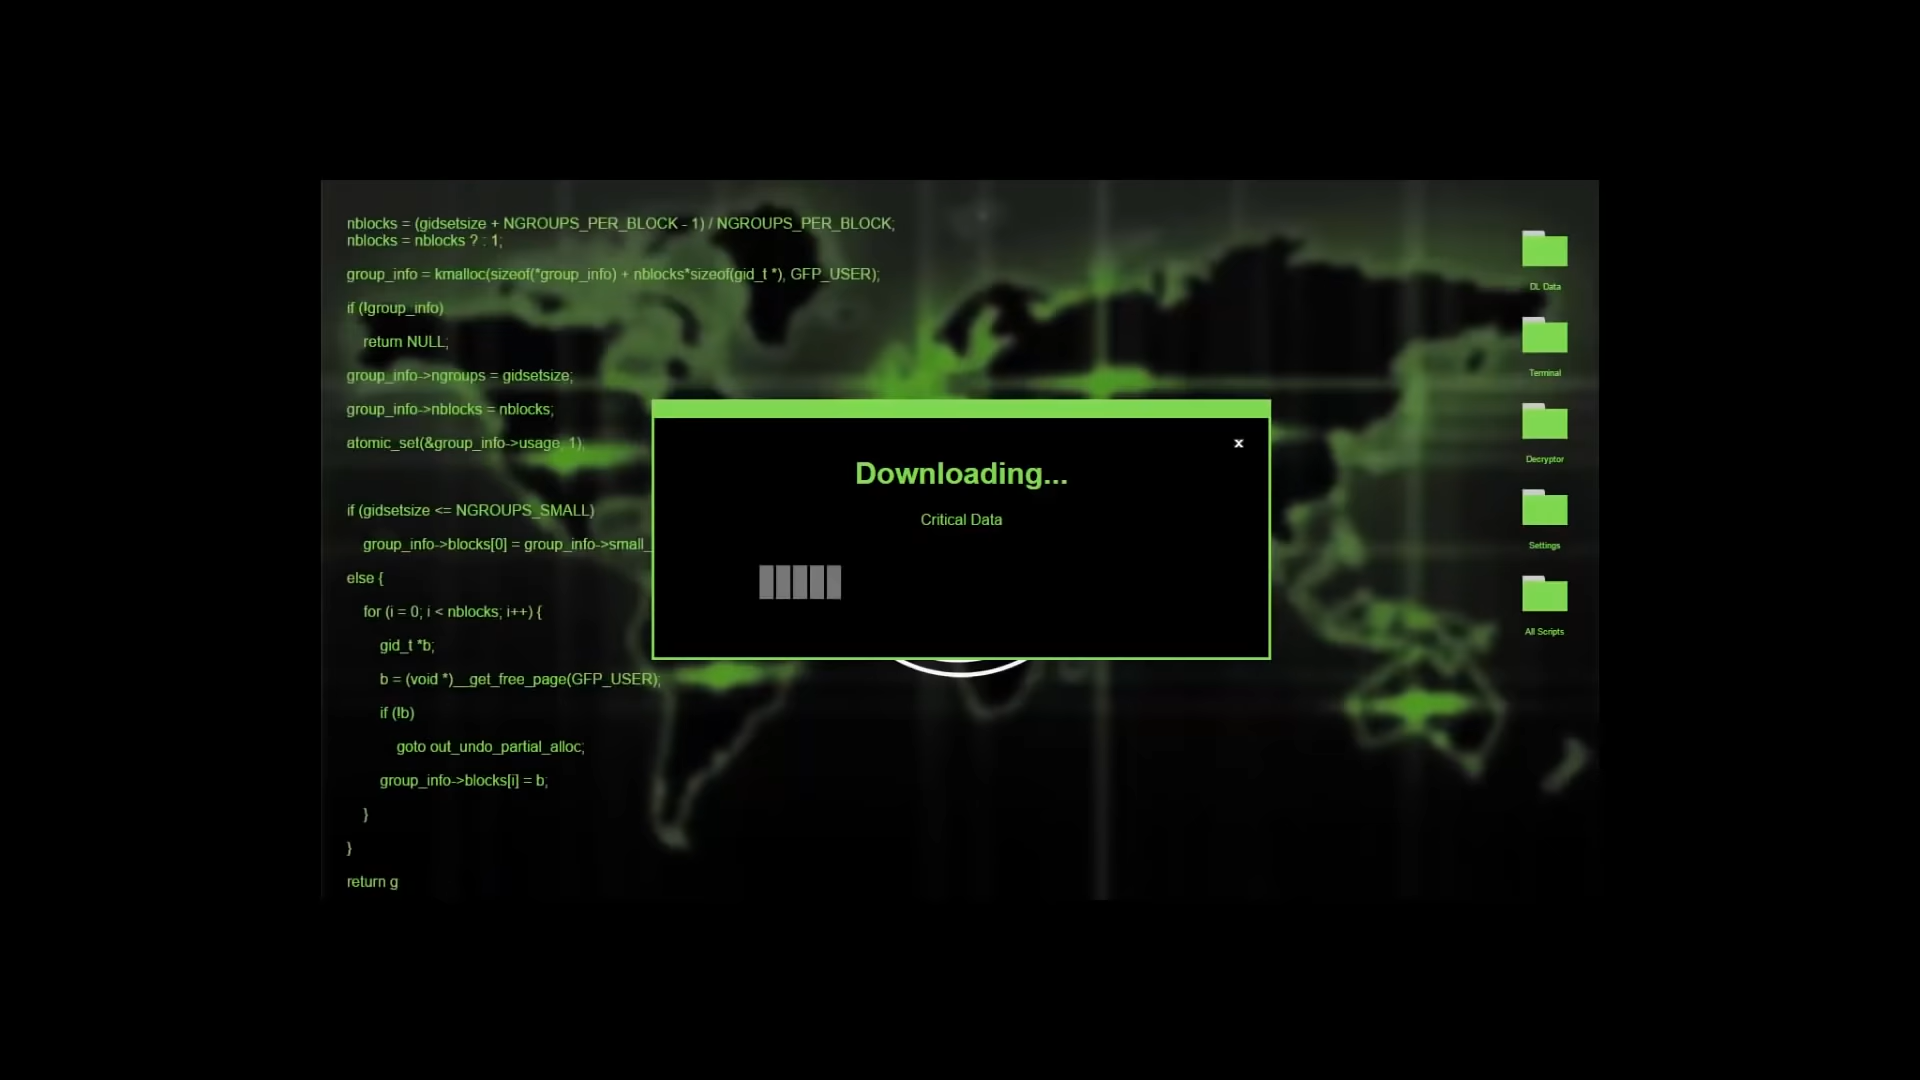 nblocks = (gidsetsize + NGROUPS_PER_BLOCK - 1) / NGROUPS_PER_BLOCK;
nblocks = nblocks ? : 1;
group_info = kmalloc(sizeof(*group_info) + nblocks*sizeof(gid_t *), GFP_USER);
if (!group_info)
return NULL;
group_info->ngroups = gidsetsize;
group_info->nblocks = nblocks;
atomic_set(&group_info->usage, 1);
if (gidsetsize <= NGROUPS_SMALL)
group_info->blocks[0] = group_info->small_
else {
for (i = 0; i < nblocks; i++) {
gid_t *b;
b = (void *)__get_free_page(GFP_USER);
if (!b)
goto out_undo_partial_alloc;
group_info->blocks[i] = b;
}
}
return g
x
Downloading...
Critical Data
DL Data
Terminal
Decryptor
Settings
All Scripts